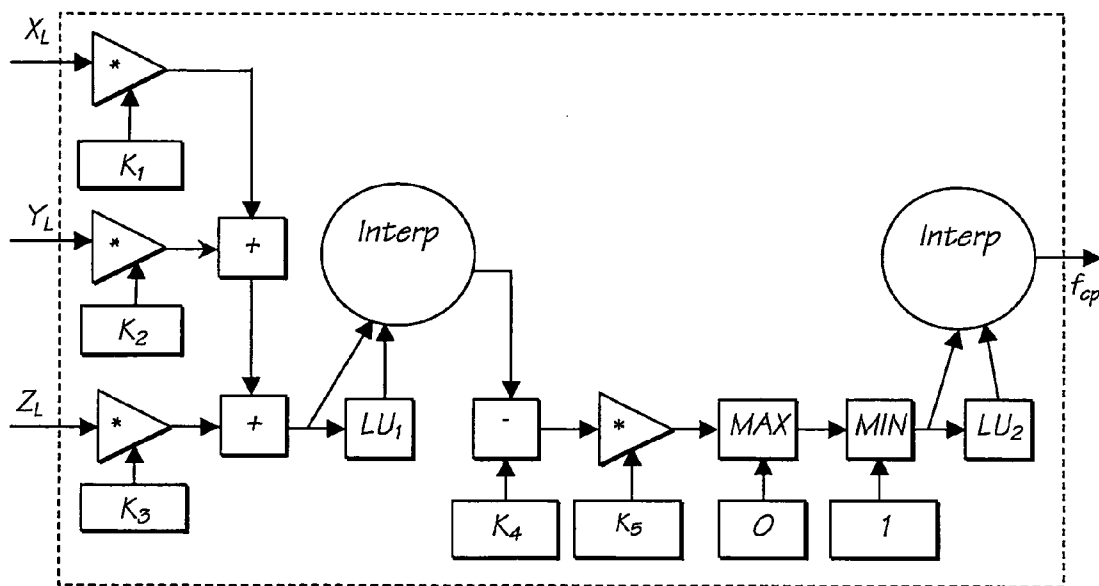 X_L
*
K_1
Y_L
*
+
Interp
Interp
f_cp
K_2
Z_L
*
+
LU_1
-
*
MAX
MIN
LU_2
K_3
K_4
K_5
0
1